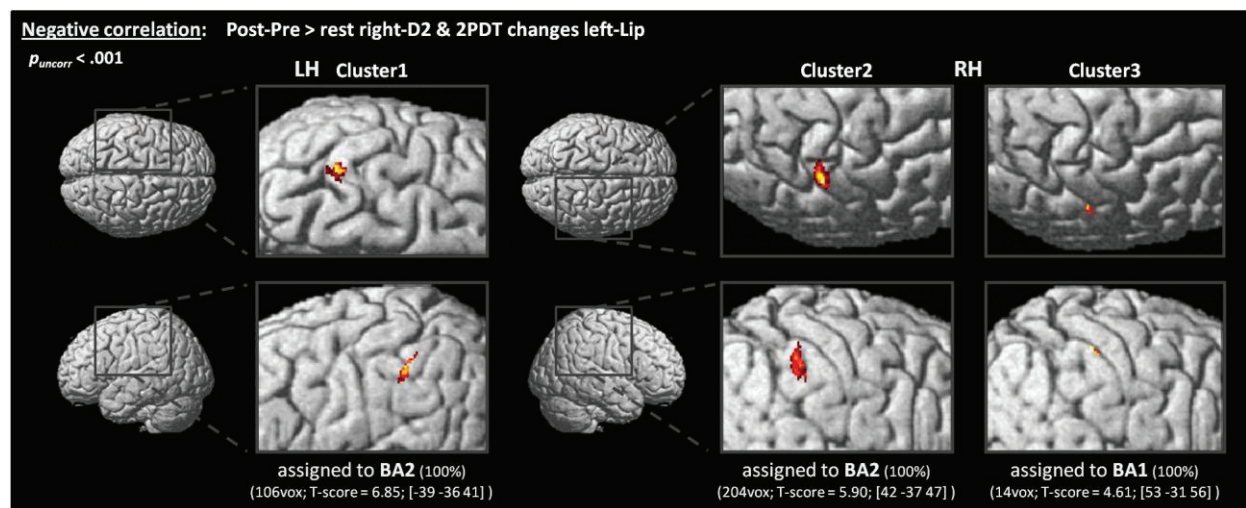 Negative correlation: Post-Pre > rest right-D2 & 2PDT changes left-Lip
p_uncorr < .001
LH Cluster1 Cluster2 RH Cluster3
assigned to BA2 (100%) assigned to BA2 (100%) assigned to BA1 (100%)
(106vox; T-score = 6.85; [-39 -36 41] ) (204vox; T-score = 5.90; [42 -37 47] ) (14vox; T-score = 4.61; [53 -31 56] )